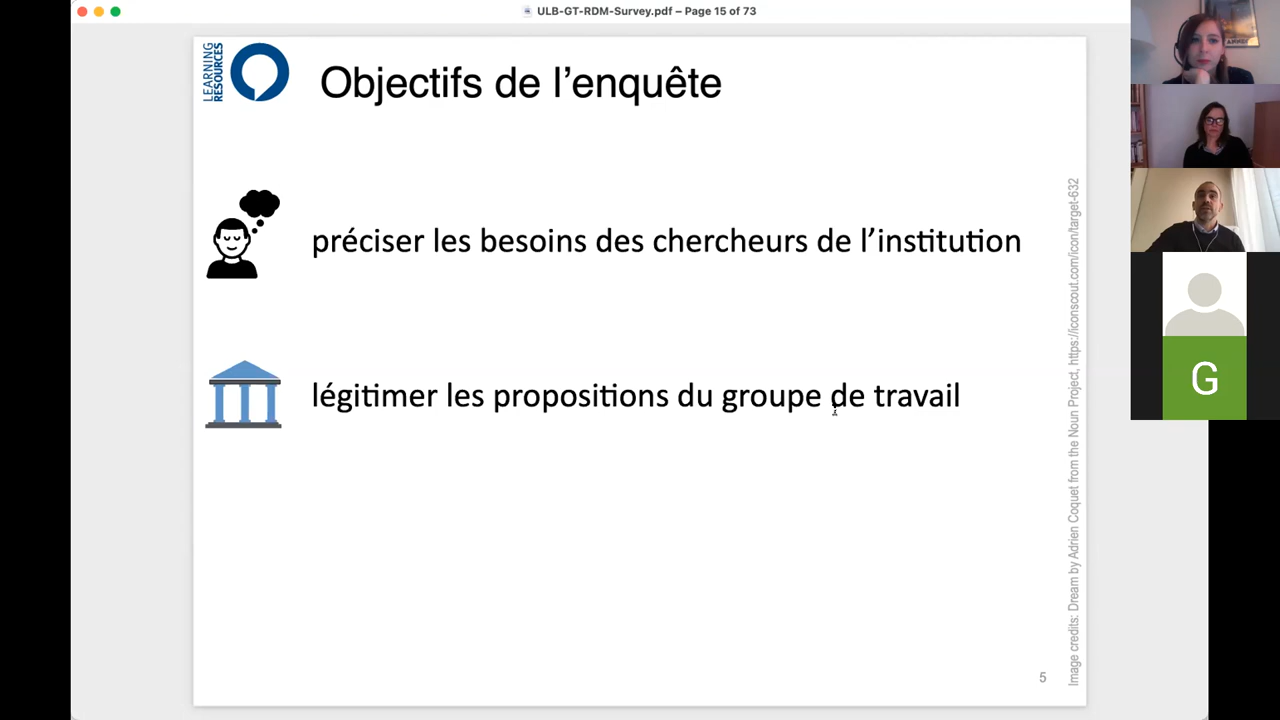 ULB-GT-RDM-Survey.pdf – Page 15 of 73
LEARNING
RESOURCES
Objectifs de l’enquête
préciser les besoins des chercheurs de l’institution
légitimer les propositions du groupe de travail
Image credits: Dream by Adrien Coquet from the Noun Project, https://iconscout.com/icon/target-632
5
G